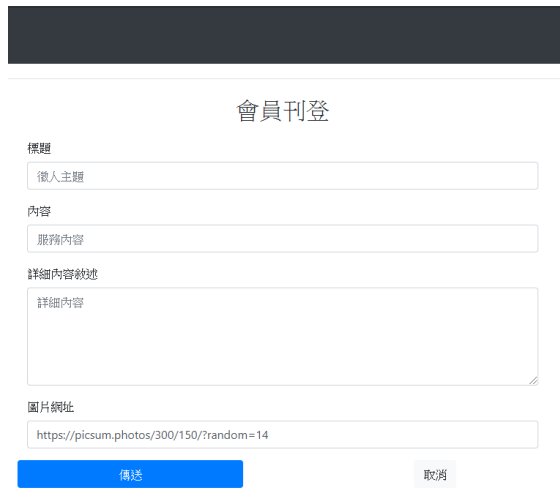 會員刊登
標題
徵人主題
內容
服務內容
詳細內容敘述
詳細內容
圖片網址
https://picsum.photos/300/150/?random=14
傳送 取消